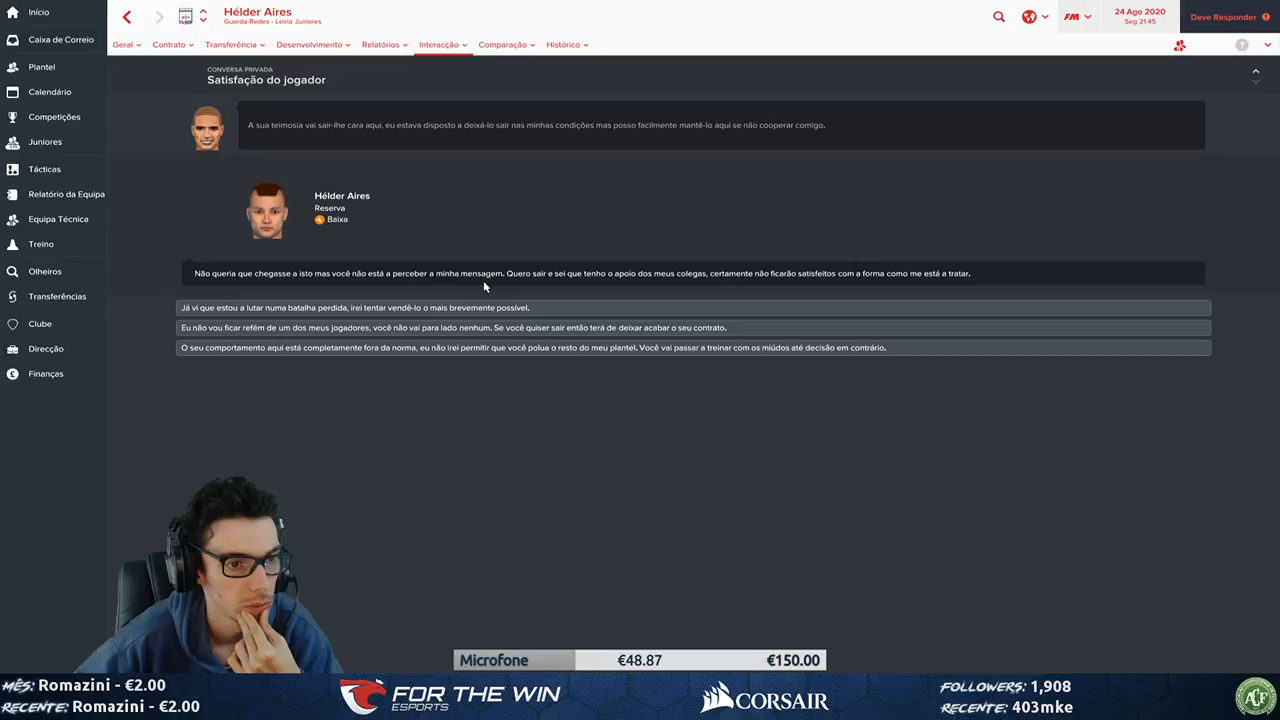 Início
Caixa de Correio
Plantel
Calendário
Competições
Juniores
Tácticas
Relatório da Equipa
Equipa Técnica
Treino
Olheiros
Transferências
Clube
Direcção
Finanças
Hélder Aires
Guarda-Redes - Leiria Juniores
FM
24 Ago 2020
Seg 21:45
Deve Responder
Geral
Contrato
Transferência
Desenvolvimento
Relatórios
Interacção
Comparação
Histórico
CONVERSA PRIVADA
Satisfação do jogador
A sua teimosia vai sair-lhe cara aqui, eu estava disposto a deixá-lo sair nas minhas condições mas posso facilmente mantê-lo aqui se não cooperar comigo.
Hélder Aires
Reserva
Baixa
Não queria que chegasse a isto mas você não está a perceber a minha mensagem. Quero sair e sei que tenho o apoio dos meus colegas, certamente não ficarão satisfeitos com a forma como me está a tratar.
Já vi que estou a lutar numa batalha perdida, irei tentar vendê-lo o mais brevemente possível.
Eu não vou ficar refém de um dos meus jogadores, você não vai para lado nenhum. Se você quiser sair então terá de deixar acabar o seu contrato.
O seu comportamento aqui está completamente fora da norma, eu não irei permitir que você polua o resto do meu plantel. Você vai passar a treinar com os miúdos até decisão em contrário.
Microfone €48.87 €150.00
MÊS: Romazini - €2.00
RECENTE: Romazini - €2.00
FOR THE WIN
ESPORTS
CORSAIR
FOLLOWERS: 1,908
RECENTE: 403mke